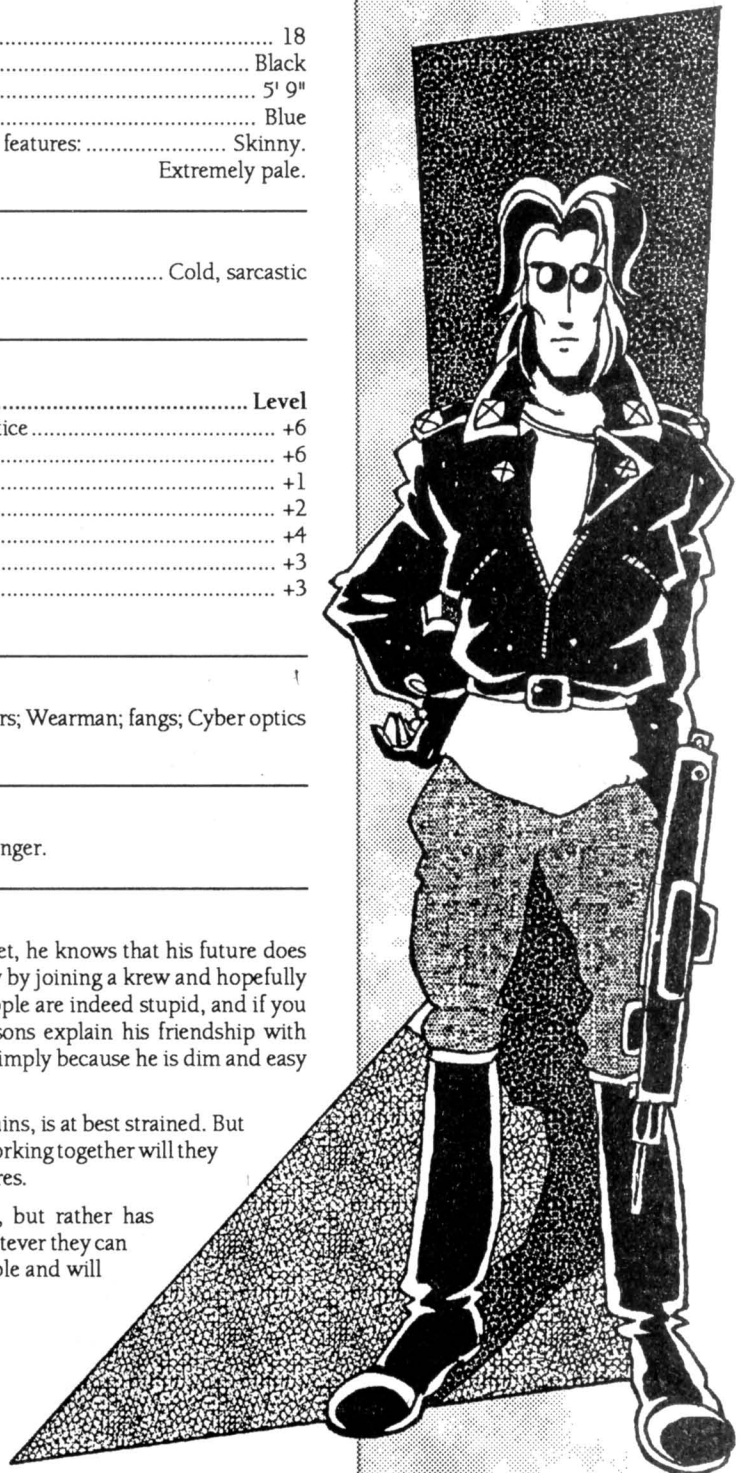 ........................................ 18
........................................ Black
........................................ 5' 9"
........................................ Blue
features: ........................ Skinny.
Extremely pale.
........................ Cold, sarcastic
........................................ Level
tice ........................................ +6
........................................ +6
........................................ +1
........................................ +2
........................................ +4
........................................ +3
........................................ +3
rs; Wearman; fangs; Cyber optics
nger.
et, he knows that his future does
by joining a krew and hopefully
ple are indeed stupid, and if you
sons explain his friendship with
simply because he is dim and easy
ins, is at best strained. But
orking together will they
res.
, but rather has
tever they can
ple and will